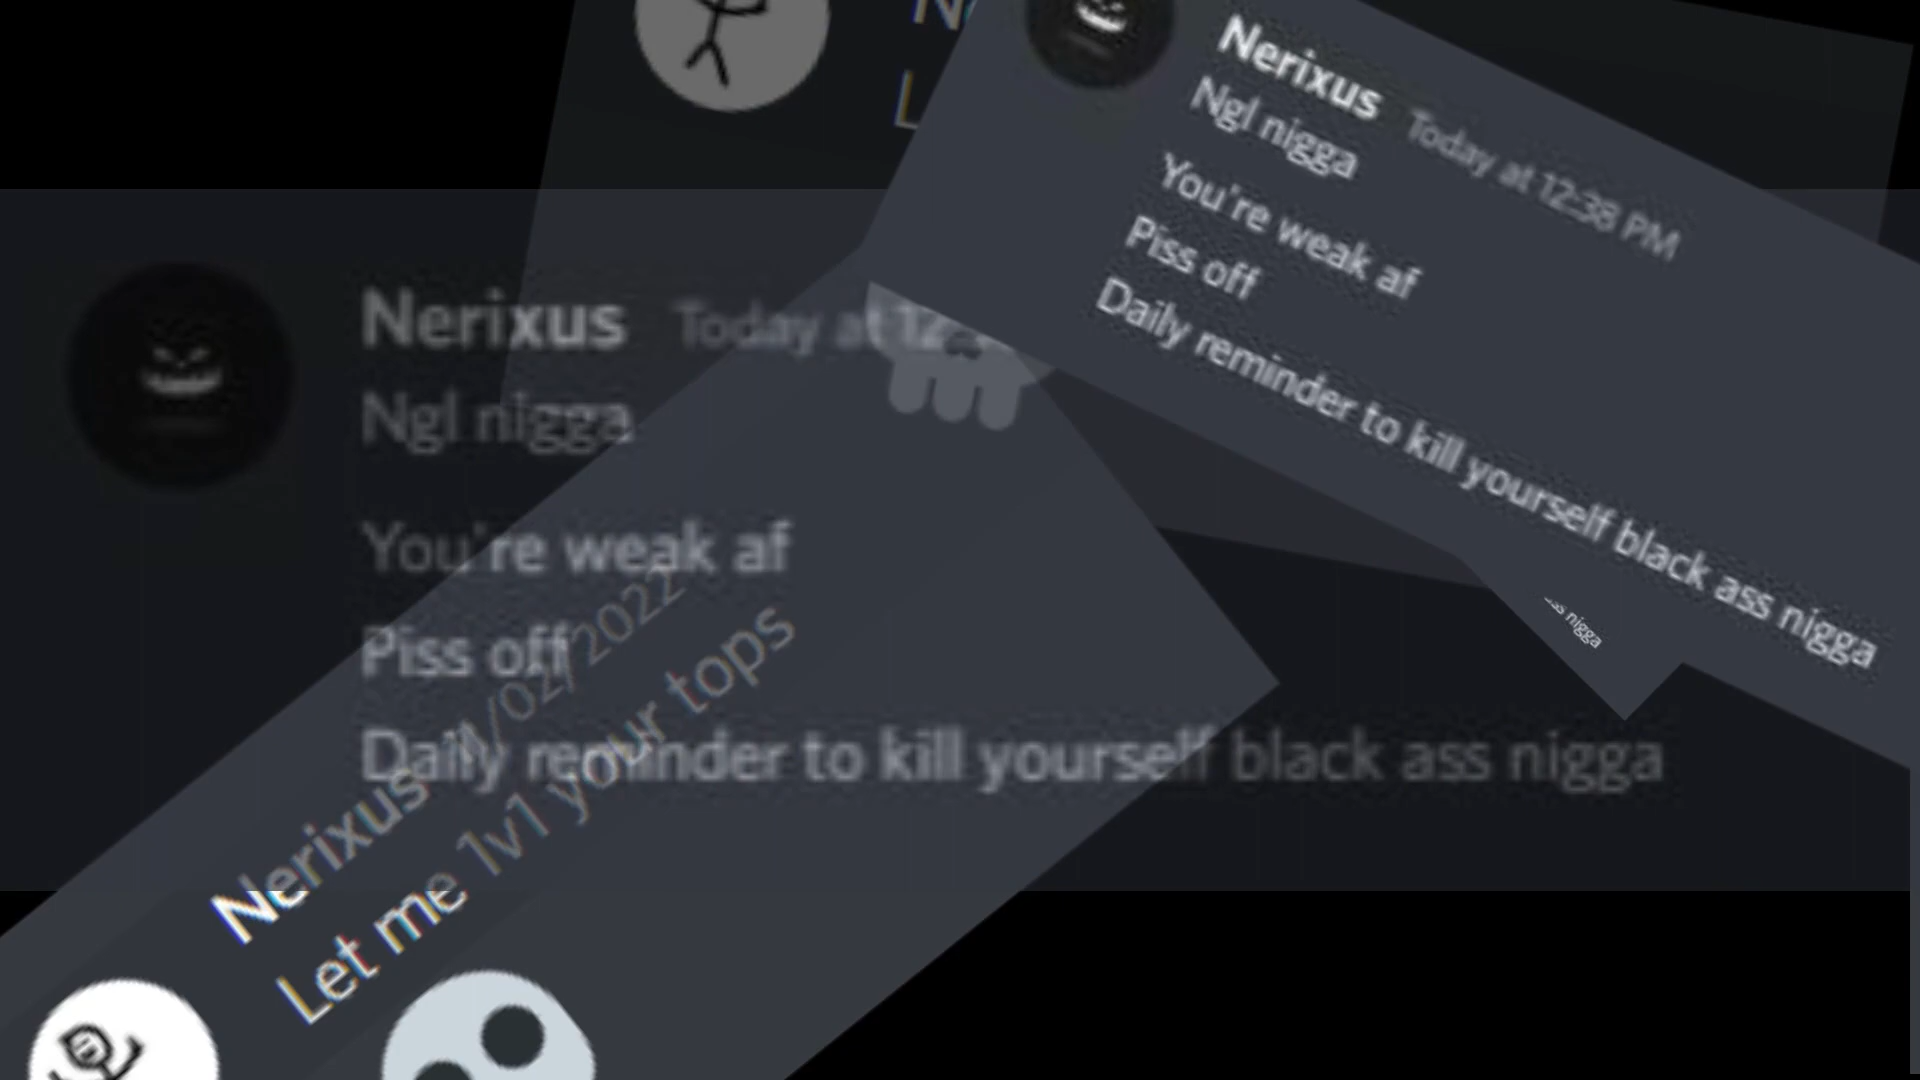 N
L
Nerixus Today at 12:38 PM
Ngl nigga
You're weak af
Piss off
Daily reminder to kill yourself black ass nigga
Nerixus Today at
Ngl nigga
You're weak af
Piss off
Daily reminder to kill yourself black ass nigga
nigga
Nerixus /2022
Let me 1v1 your tops